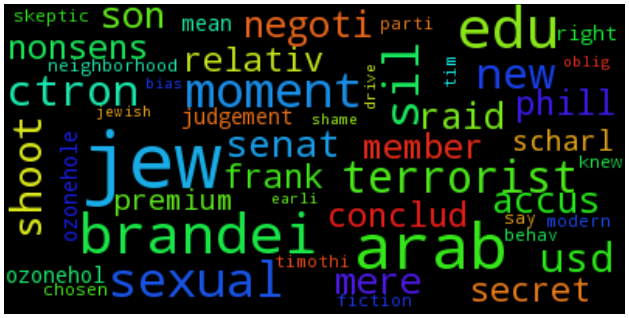 skeptic son mean negoti parti edu right
nonsens neighborhood relativ drive tim oblig
ctron bias moment sil new phill
jewish judgement shame raid
shoot ozonehole jew senat member scharl knew
premium frank earli terrorist accus
brandei conclud say modern
arab behav usd
ozonehol timothi
chosen sexual mere fiction secret